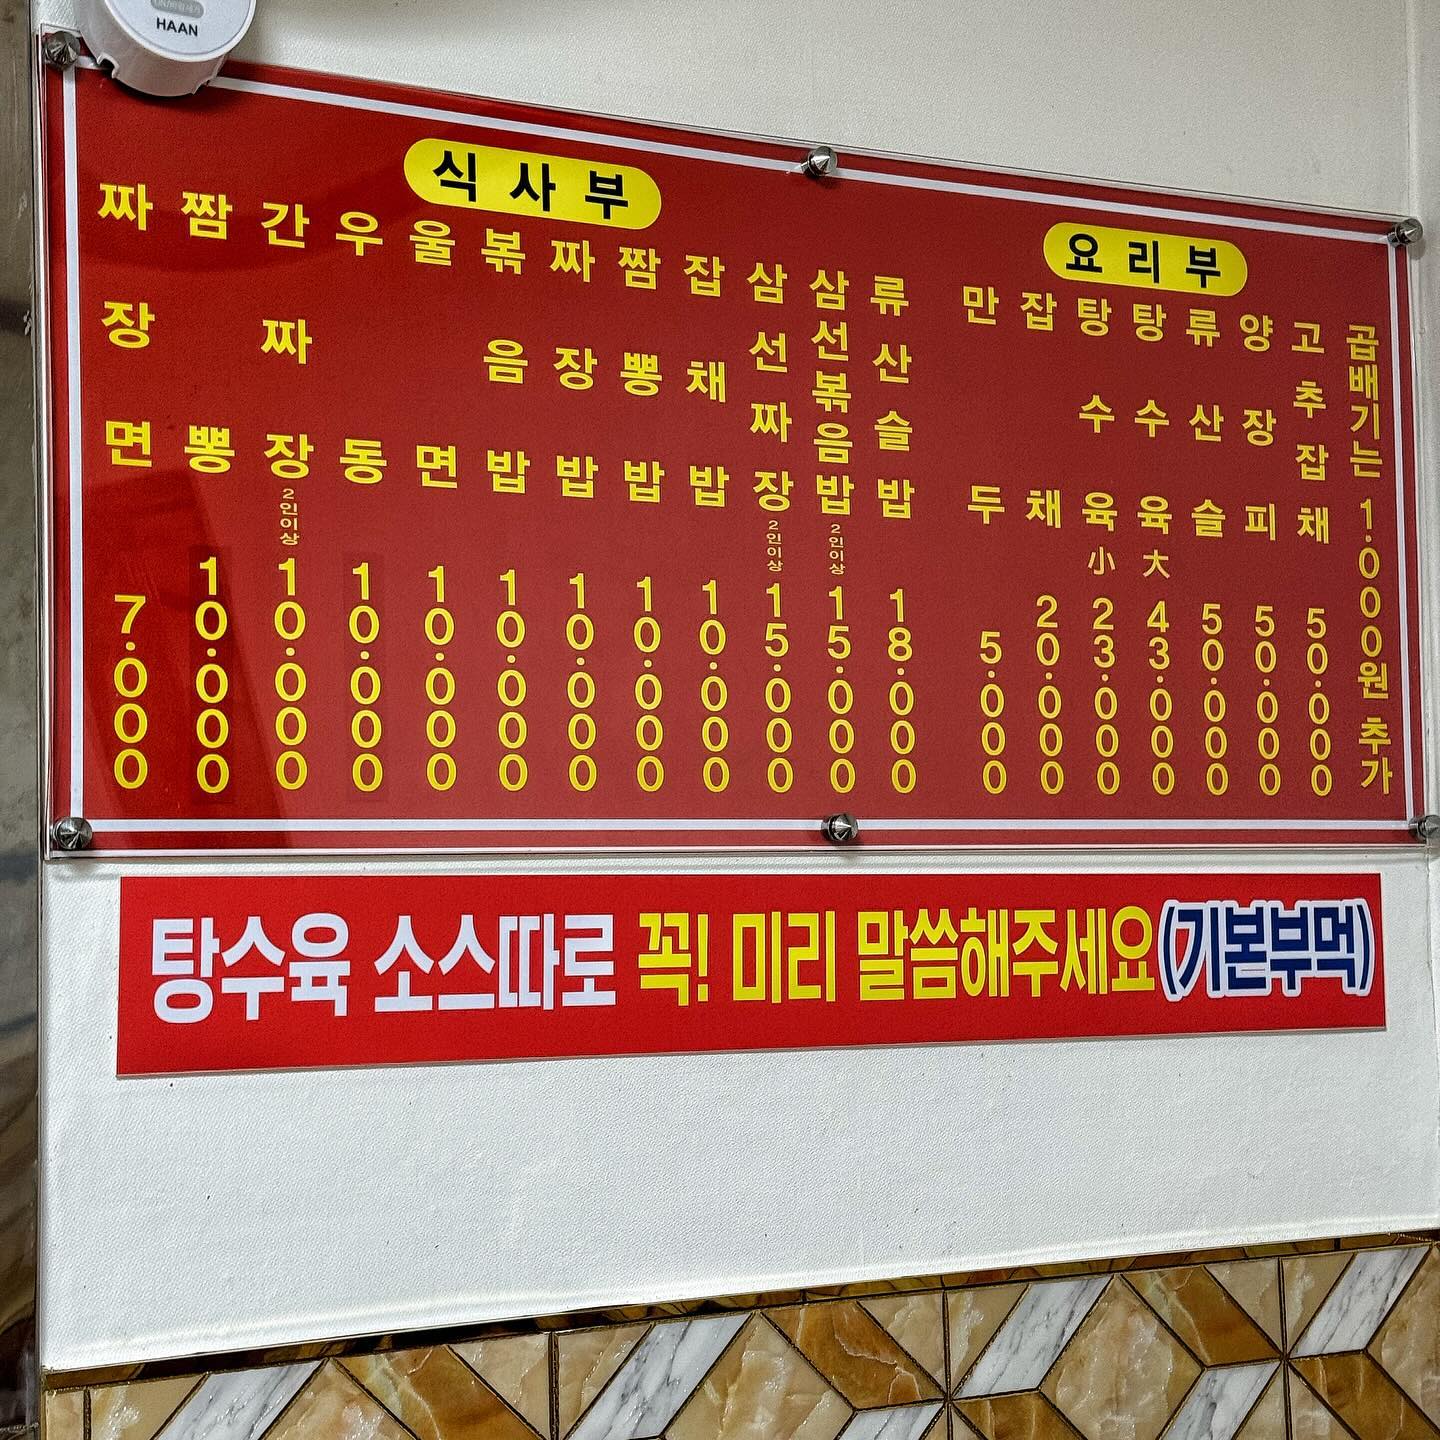 HAAN
식사부
짜장면 7.000
짬뽕 10.000
간짜장 2인이상 10.000
우동 10.000
울면 10.000
볶음밥 10.000
짜장밥 10.000
짬뽕밥 10.000
잡채밥 10.000
삼선짜장 2인이상 15.000
삼선볶음밥 2인이상 15.000
류산슬밥 18.000
요리부
만두 5.000
잡채 20.000
탕수육 小 23.000
탕수육 大 43.000
류산슬 50.000
양장피 50.000
고추잡채 50.000
곱배기는 1.000원 추가
탕수육 소스따로 꼭! 미리 말씀해주세요(기본부먹)